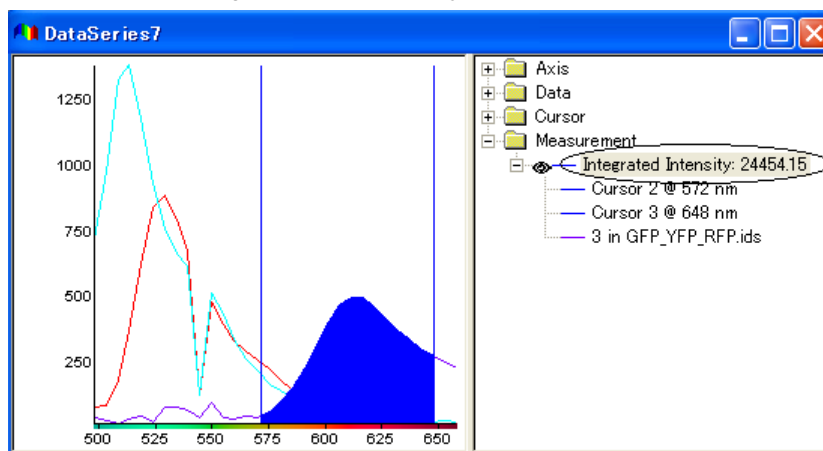 DataSeries7
1250
1000
750
500
250
500 525 550 575 600 625 650
Axis
Data
Cursor
Measurement
Integrated Intensity: 24454.15
Cursor 2 @ 572 nm
Cursor 3 @ 648 nm
3 in GFP_YFP_RFP.ids